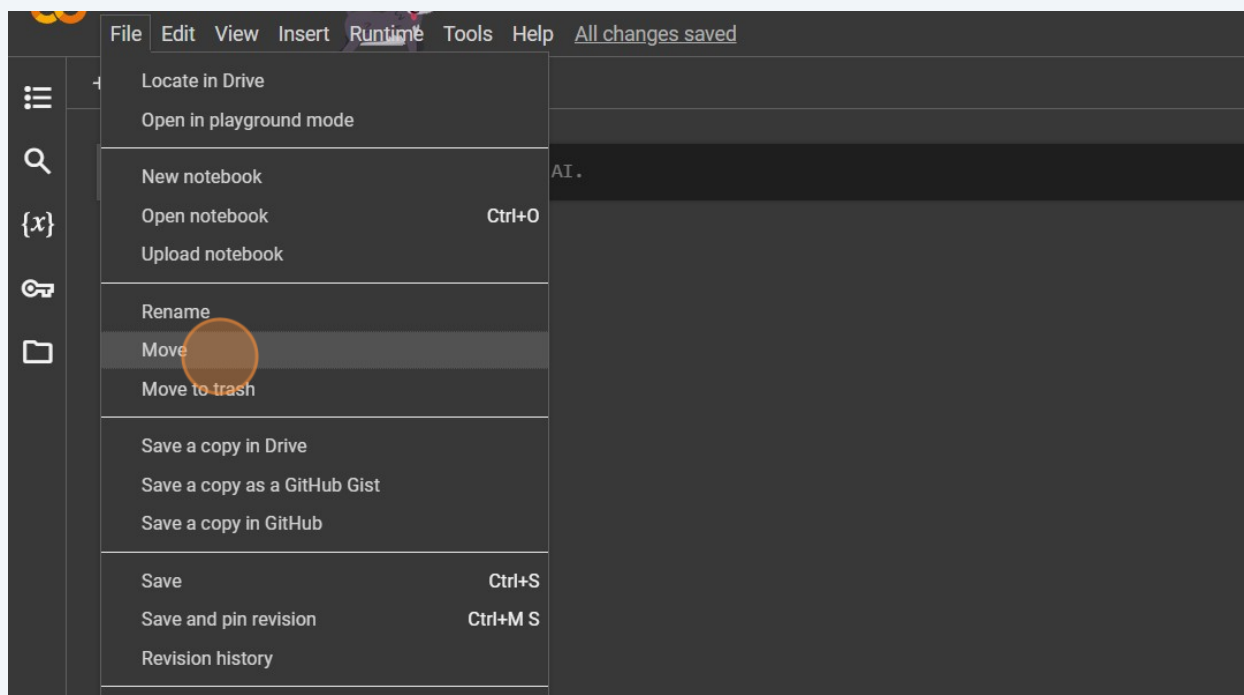 File Edit View Insert Runtime Tools Help All changes saved
Locate in Drive
Open in playground mode
New notebook
AI.
Open notebook Ctrl+O
Upload notebook
{x}
Rename
Move
Move to trash
Save a copy in Drive
Save a copy as a GitHub Gist
Save a copy in GitHub
Save Ctrl+S
Save and pin revision Ctrl+M S
Revision history